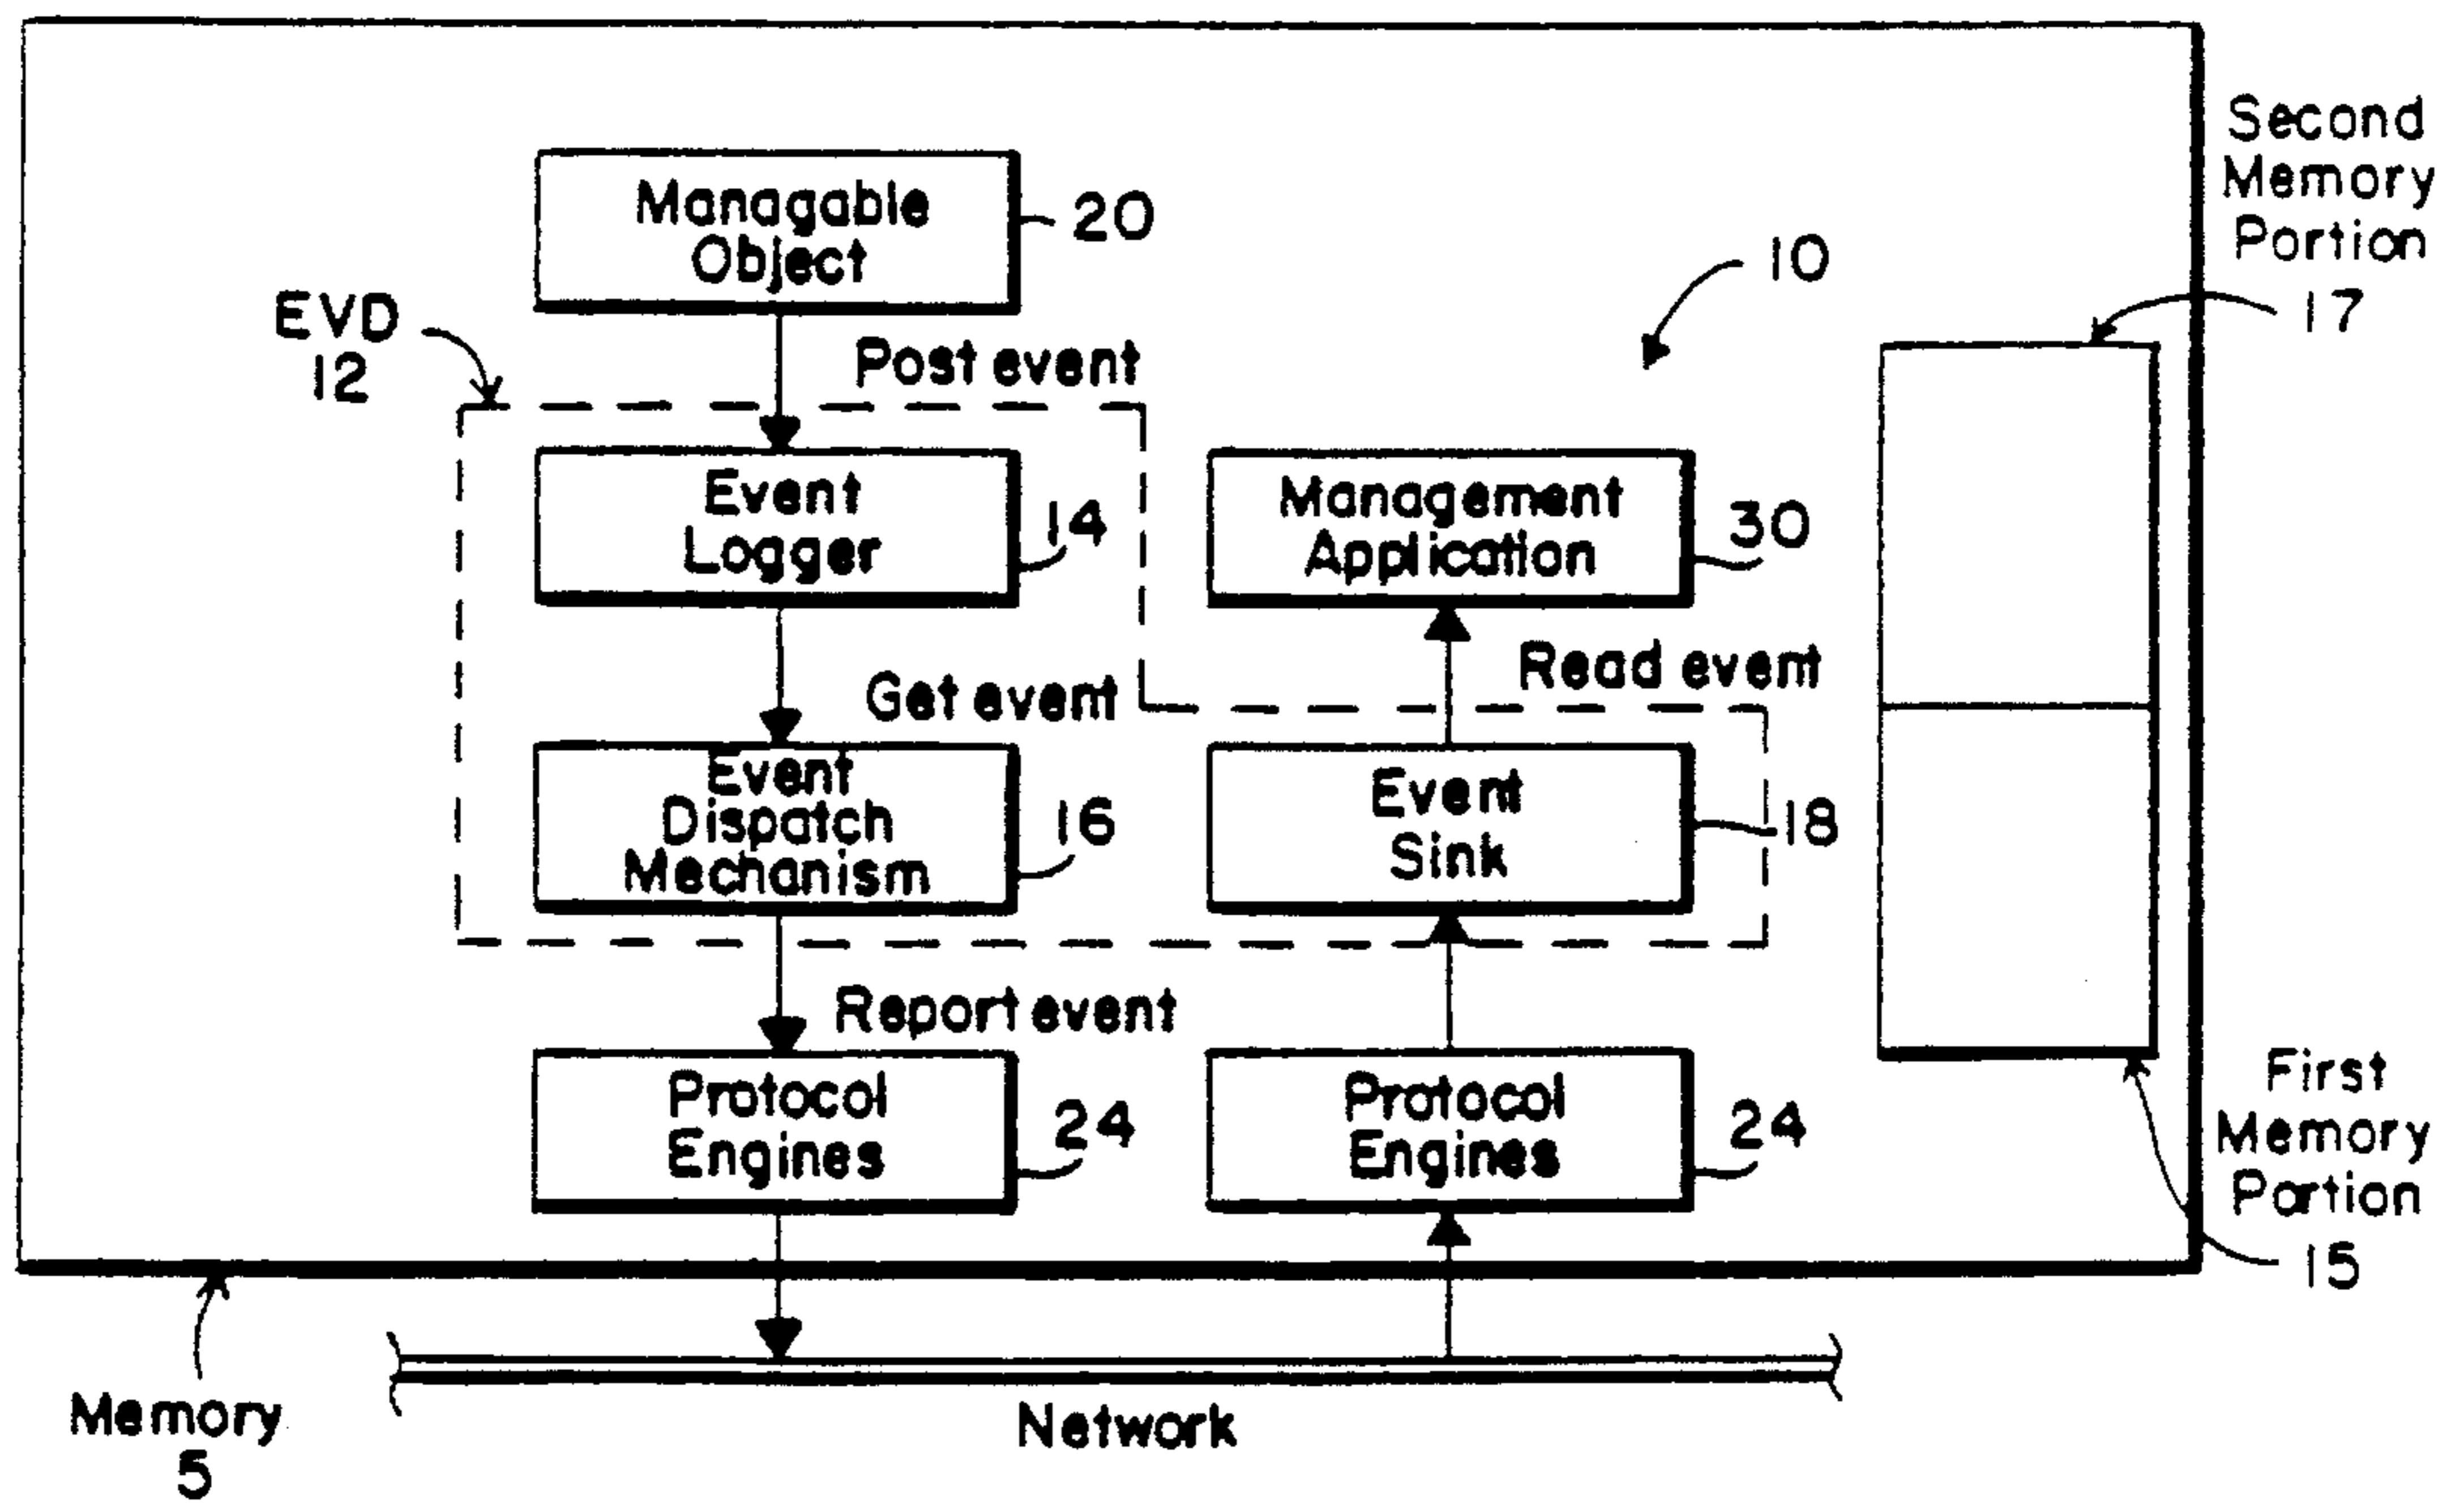 Second
Memory
Portion
17
Managable
Object
20
10
EVD
12
Post event
Event
Logger
14
Management
Application
30
Get event
Read event
Event
Dispatch
Mechanism
16
Event
Sink
18
Report event
Protocol
Engines
24
Protocol
Engines
24
First
Memory
Portion
15
Memory
5
Network